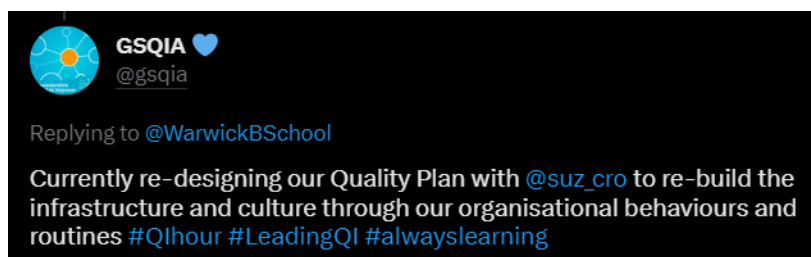 GSQIA 💙
@gsqia
Replying to @WarwickBSchool
Currently re-designing our Quality Plan with @suz_cro to re-build the
infrastructure and culture through our organisational behaviours and
routines #QIhour #LeadingQI #alwayslearning